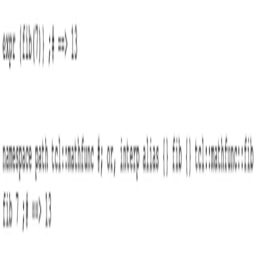 expr {fib(7)} ;# ==> 13
namespace path tcl::mathfunc #; or, interp alias {} fib {} tcl::mathfunc::fib
fib 7 ;# ==> 13